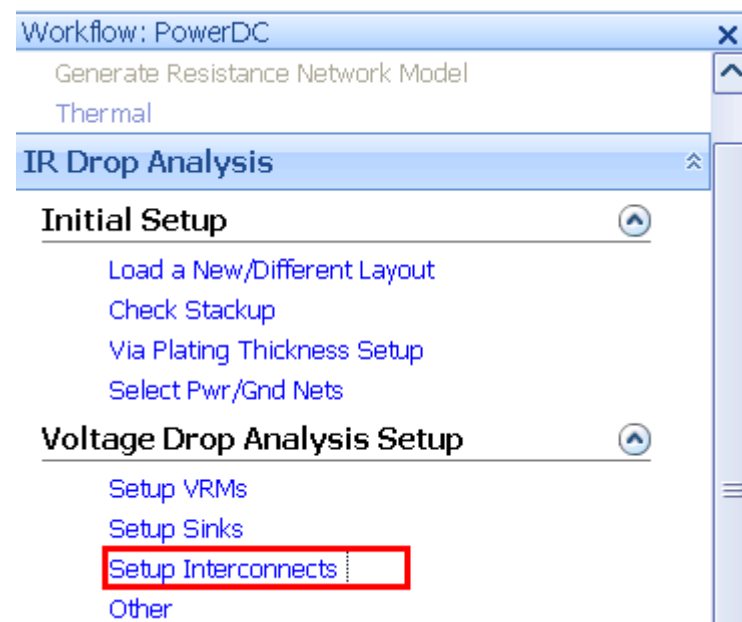 Workflow: PowerDC
Generate Resistance Network Model
Thermal
IR Drop Analysis
Initial Setup
Load a New/Different Layout
Check Stackup
Via Plating Thickness Setup
Select Pwr/Gnd Nets
Voltage Drop Analysis Setup
Setup VRMs
Setup Sinks
Setup Interconnects
Other